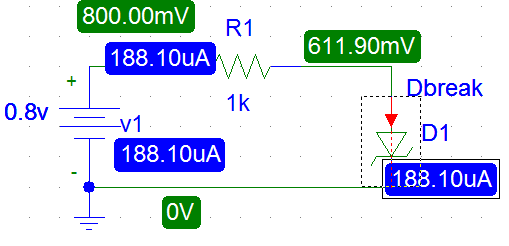 800.00mV
R1
611.90mV
188.10uA
+
Dbreak
1k
0.8v
v1
D1
188.10uA
-
188.10uA
0V